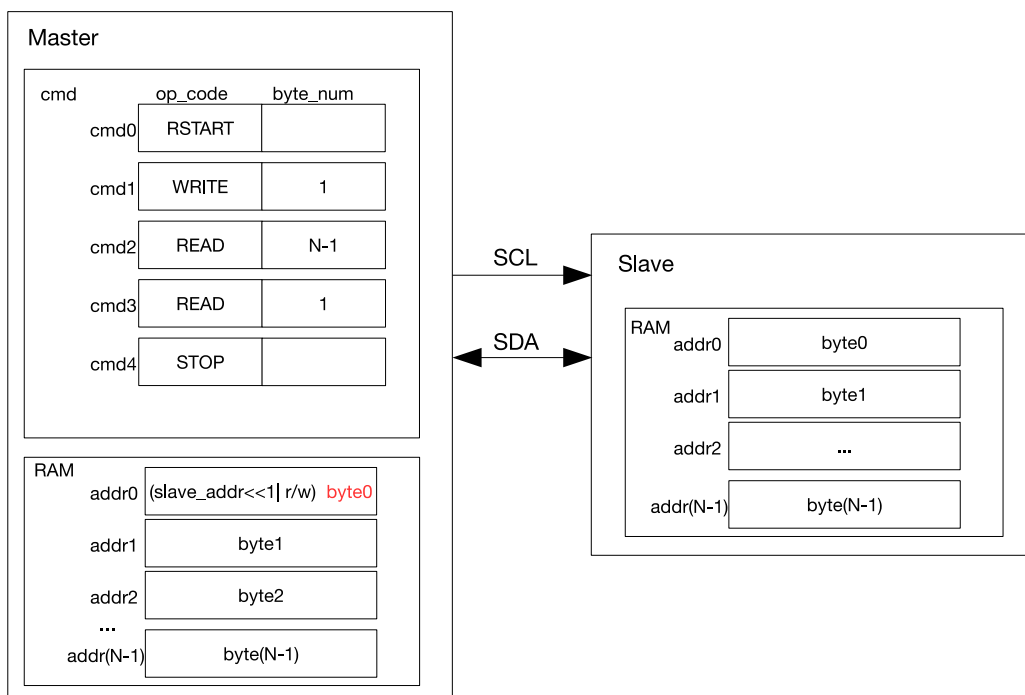 Master
cmd op_code byte_num
cmd0 RSTART
cmd1 WRITE 1
cmd2 READ N-1
cmd3 READ 1
cmd4 STOP
RAM
addr0 (slave_addr<<1| r/w) byte0
addr1 byte1
addr2 byte2
...
addr(N-1) byte(N-1)
SCL
SDA
Slave
RAM
addr0 byte0
addr1 byte1
addr2 ...
addr(N-1) byte(N-1)